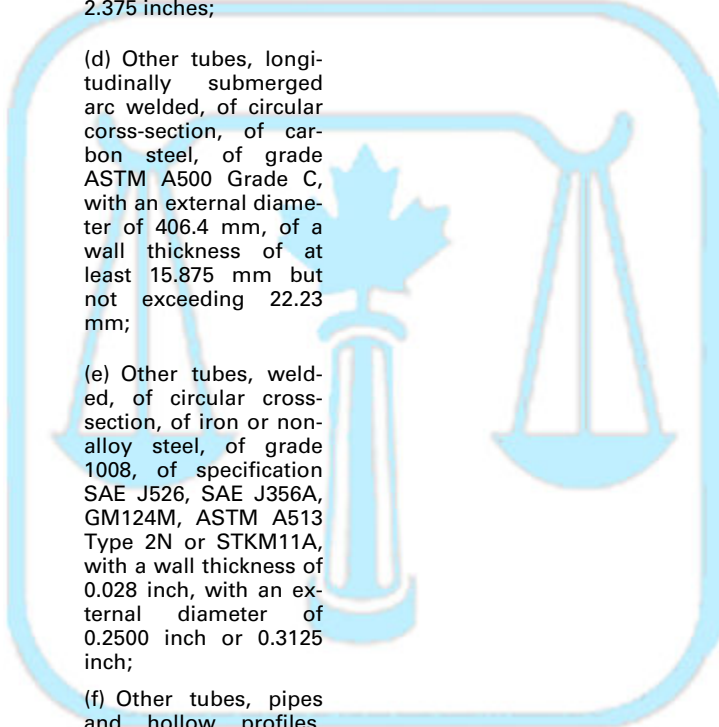 2.375 inches;
(d) Other tubes, longi-
tudinally submerged
arc welded, of circular
corss-section, of car-
bon steel, of grade
ASTM A500 Grade C,
with an external diame-
ter of 406.4 mm, of a
wall thickness of at
least 15.875 mm but
not exceeding 22.23
mm;
(e) Other tubes, weld-
ed, of circular cross-
section, of iron or non-
alloy steel, of grade
1008, of specification
SAE J526, SAE J356A,
GM124M, ASTM A513
Type 2N or STKM11A,
with a wall thickness of
0.028 inch, with an ex-
ternal diameter of
0.2500 inch or 0.3125
inch;
(f) Other tubes, pipes
and hollow profiles,